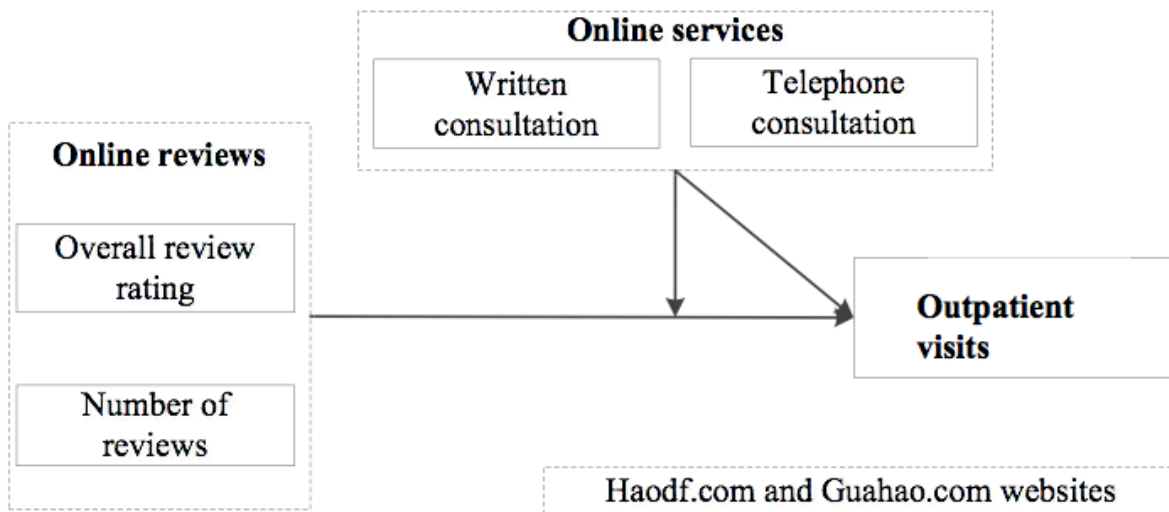 Online services
Written
consultation
Telephone
consultation
Online reviews
Overall review
rating
Number of
reviews
Outpatient
visits
Haodf.com and Guahao.com websites